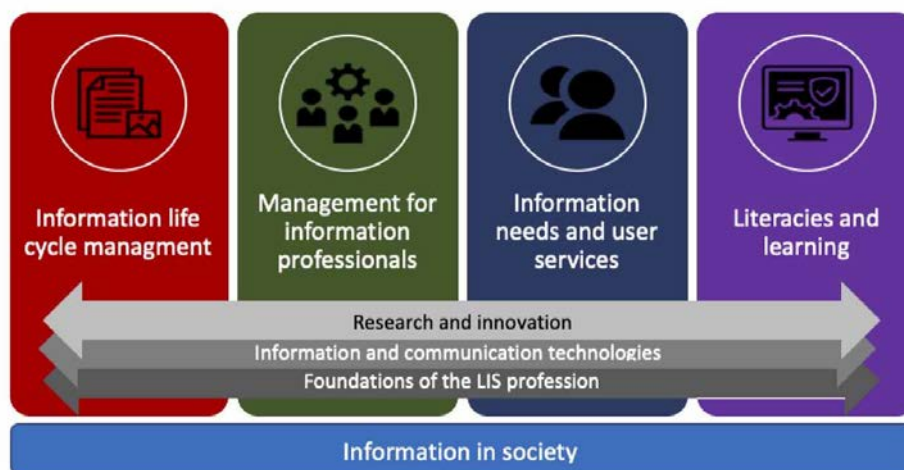 Information life
cycle managment
Management for
information
professionals
Information
needs and user
services
Literacies and
learning
Research and innovation
Information and communication technologies
Foundations of the LIS profession
Information in society